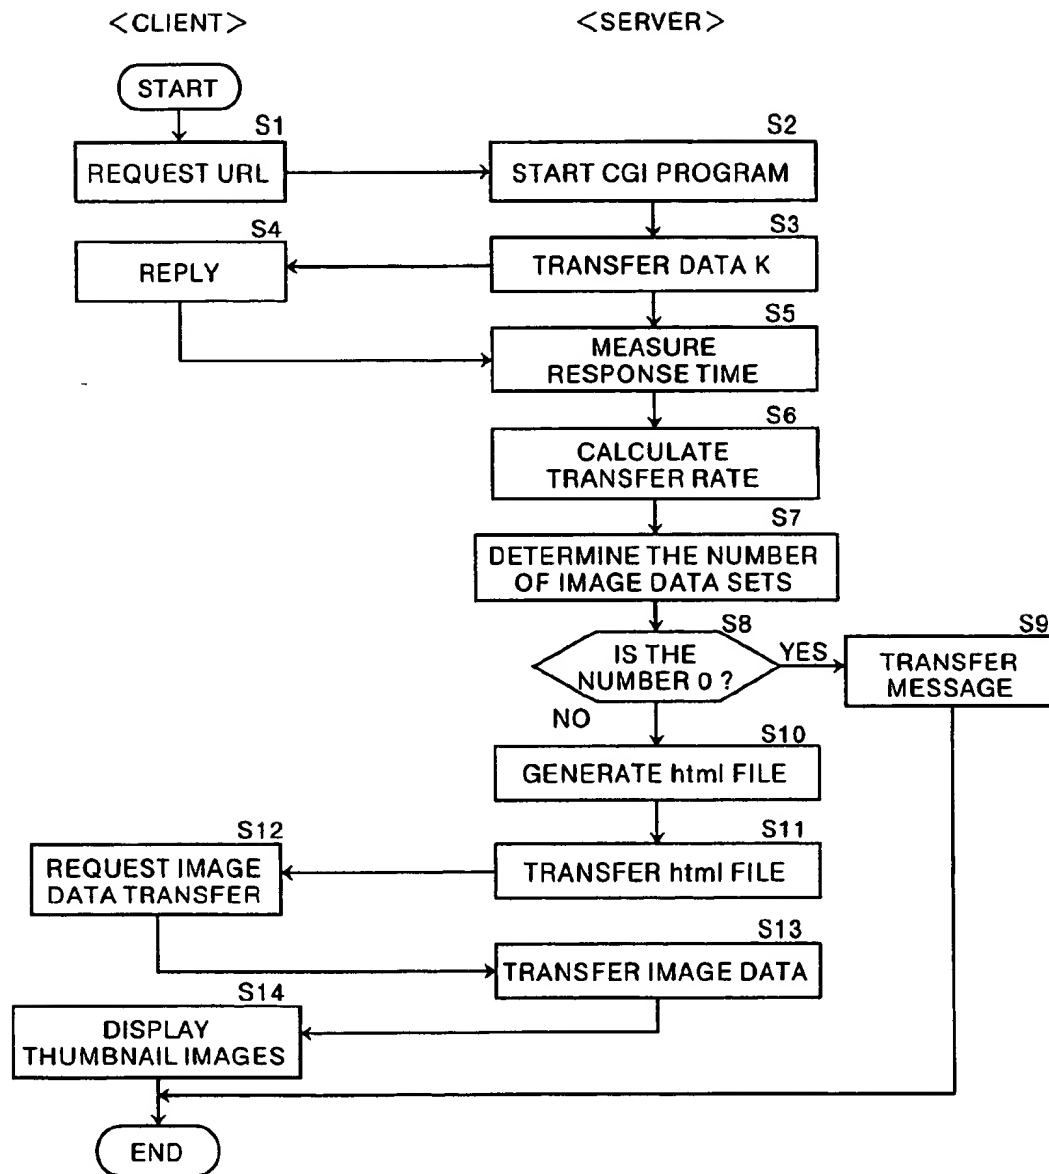 <CLIENT>
<SERVER>
START
S1
REQUEST URL
S2
START CGI PROGRAM
S3
TRANSFER DATA K
S4
REPLY
S5
MEASURE
RESPONSE TIME
S6
CALCULATE
TRANSFER RATE
S7
DETERMINE THE NUMBER
OF IMAGE DATA SETS
S8
IS THE
NUMBER 0 ?
YES
NO
S9
TRANSFER
MESSAGE
S10
GENERATE html FILE
S11
TRANSFER html FILE
S12
REQUEST IMAGE
DATA TRANSFER
S13
TRANSFER IMAGE DATA
S14
DISPLAY
THUMBNAIL IMAGES
END